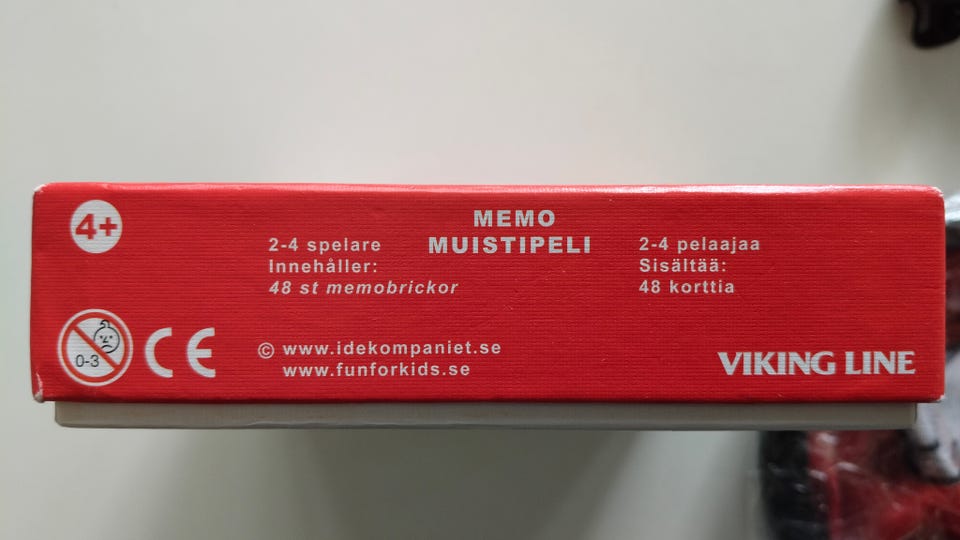 4+
MEMO
MUISTIPELI
2-4 spelare
Innehåller:
48 st memobrickor
2-4 pelaajaa
Sisältää:
48 korttia
0-3
CE
© www.idekompaniet.se
www.funforkids.se
VIKING LINE